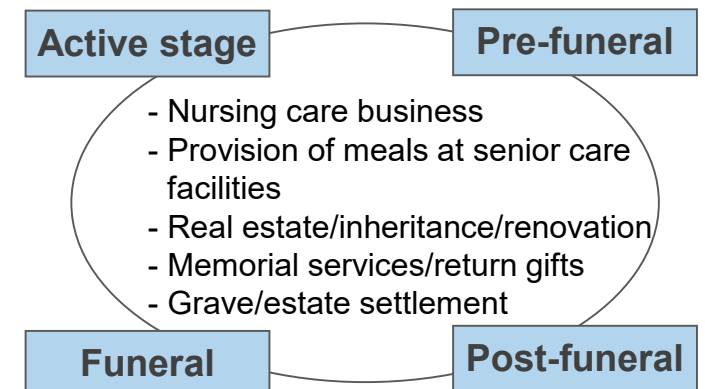 Active stage
Pre-funeral
- Nursing care business
- Provision of meals at senior care
facilities
- Real estate/inheritance/renovation
- Memorial services/return gifts
- Grave/estate settlement
Funeral
Post-funeral